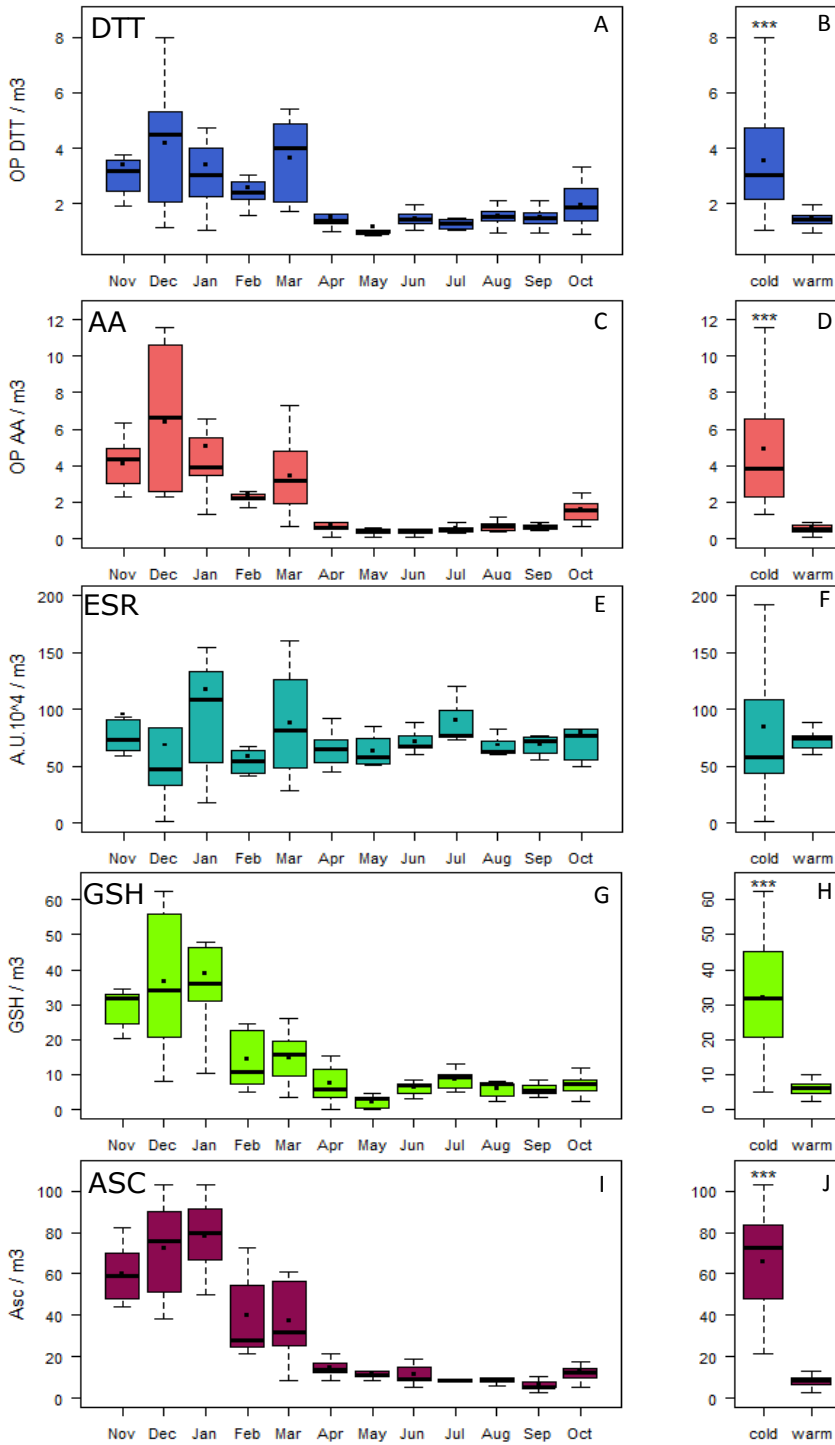 DTT A B
***
8 8
6 6
4 4
2 2
OP DTT / m3
Nov Dec Jan Feb Mar Apr May Jun Jul Aug Sep Oct cold warm
AA C D
***
12 12
10 10
8 8
6 6
4 4
2 2
0 0
OP AA / m3
Nov Dec Jan Feb Mar Apr May Jun Jul Aug Sep Oct cold warm
ESR E F
200 200
150 150
100 100
50 50
0 0
A.U.10^4 / m3
Nov Dec Jan Feb Mar Apr May Jun Jul Aug Sep Oct cold warm
GSH G H
***
60 60
50 50
40 40
30 30
20 20
10 10
0 0
GSH / m3
Nov Dec Jan Feb Mar Apr May Jun Jul Aug Sep Oct cold warm
ASC I J
***
100 100
80 80
60 60
40 40
20 20
0 0
Asc / m3
Nov Dec Jan Feb Mar Apr May Jun Jul Aug Sep Oct cold warm